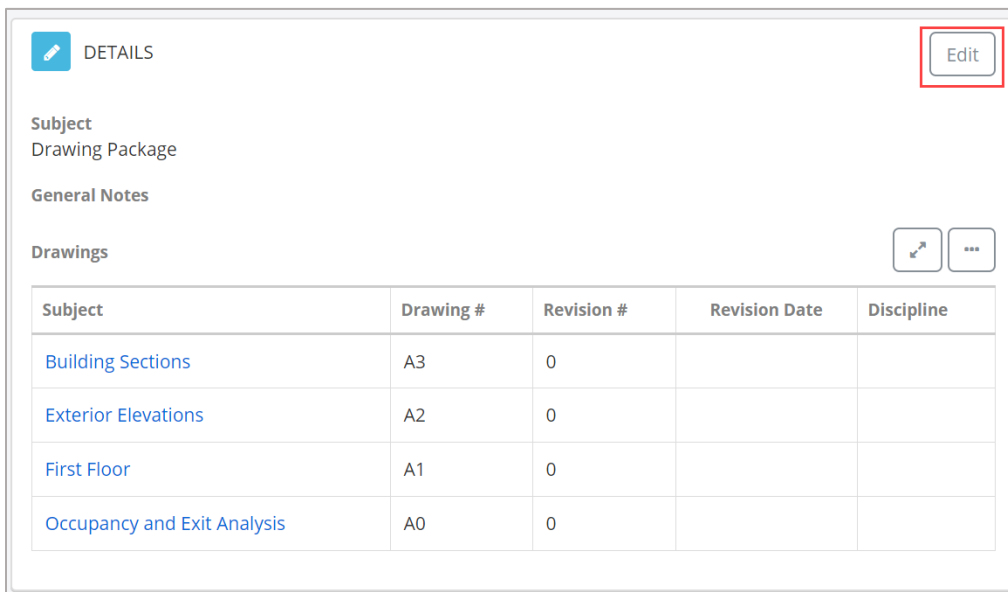 DETAILS
Edit
Subject
Drawing Package
General Notes
Drawings
Subject Drawing # Revision # Revision Date Discipline
Building Sections A3 0
Exterior Elevations A2 0
First Floor A1 0
Occupancy and Exit Analysis A0 0